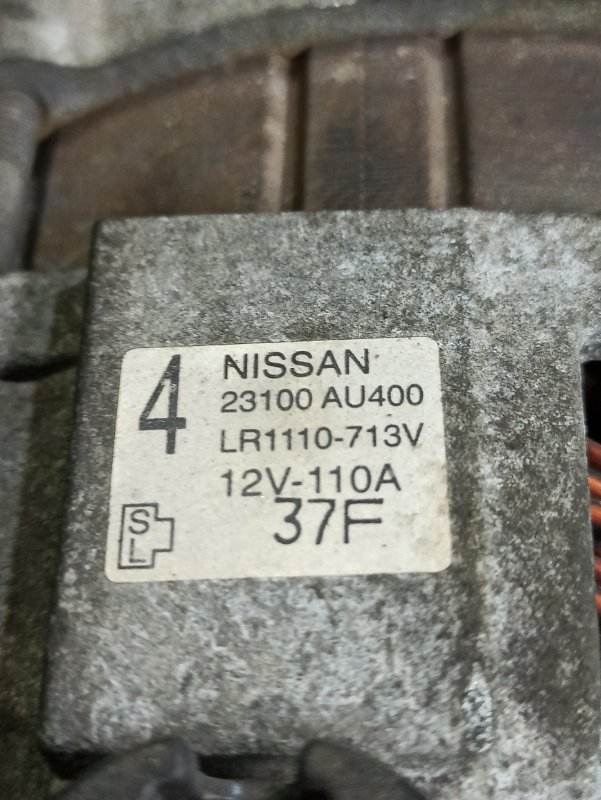 4
NISSAN
23100 AU400
LR1110-713V
12V-110A
37F
S
L